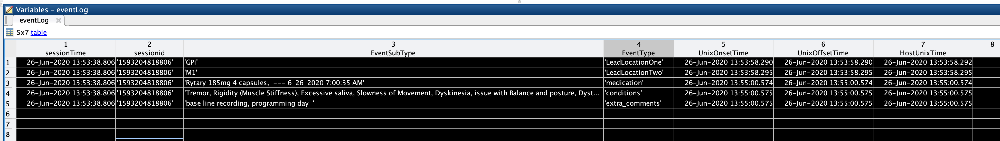 Variables – eventLog
eventLog
5x7 table
1 2 3 4 5 6 7 8
sessionTime sessionid EventSubType EventType UnixOnsetTime UnixOffsetTime HostUnixTime
1 26-Jun-2020 13:53:38.806 '1593204818806' 'GPi' 'LeadLocationOne' 26-Jun-2020 13:53:58.290 26-Jun-2020 13:53:58.290 26-Jun-2020 13:53:58.292
2 26-Jun-2020 13:53:38.806 '1593204818806' 'M1' 'LeadLocationTwo' 26-Jun-2020 13:53:58.295 26-Jun-2020 13:53:58.295 26-Jun-2020 13:53:58.295
3 26-Jun-2020 13:53:38.806 '1593204818806' 'Rytary 185mg 4 capsules,  --- 6_26_2020 7:00:35 AM' 'medication' 26-Jun-2020 13:55:00.574 26-Jun-2020 13:55:00.574 26-Jun-2020 13:55:00.574
4 26-Jun-2020 13:53:38.806 '1593204818806' 'Tremor, Rigidity (Muscle Stiffness), Excessive saliva, Slowness of Movement, Dyskinesia, issue with Balance and posture, Dyst... 'conditions' 26-Jun-2020 13:55:00.575 26-Jun-2020 13:55:00.575 26-Jun-2020 13:55:00.575
5 26-Jun-2020 13:53:38.806 '1593204818806' 'base line recording, programming day  ' 'extra_comments' 26-Jun-2020 13:55:00.575 26-Jun-2020 13:55:00.575 26-Jun-2020 13:55:00.575
6
7
8